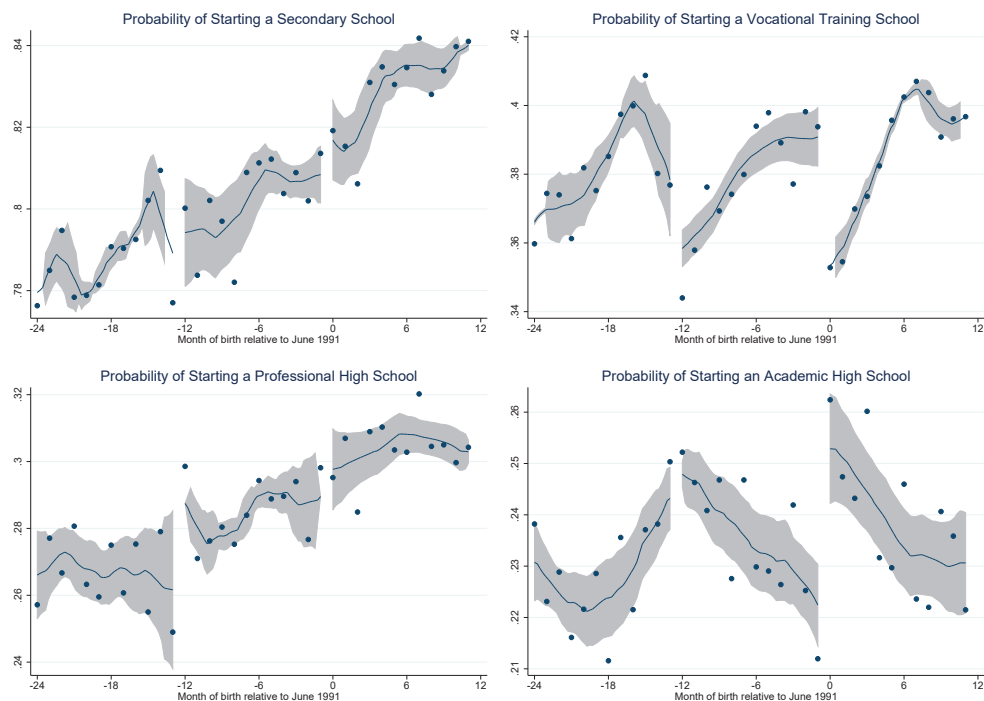 Probability of Starting a Secondary School
.84
.82
.8
.78
-24 -18 -12 -6 0 6 12
Month of birth relative to June 1991
Probability of Starting a Vocational Training School
.42
.4
.38
.36
.34
-24 -18 -12 -6 0 6 12
Month of birth relative to June 1991
Probability of Starting a Professional High School
.32
.3
.28
.26
.24
-24 -18 -12 -6 0 6 12
Month of birth relative to June 1991
Probability of Starting an Academic High School
.26
.25
.24
.23
.22
.21
-24 -18 -12 -6 0 6 12
Month of birth relative to June 1991